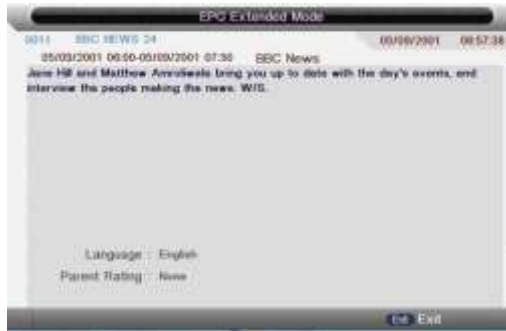 EPG Extended Mode
0011 BBC NEWS 24 05/09/2001 06:57:38
05/09/2001 06:00-05/09/2001 07:30 BBC News
Jane Hill and Matthew Amroliwala bring you up to date with the day's events, and
interview the people making the news. W/S.
Language : English
Parent Rating : None
Exit Exit